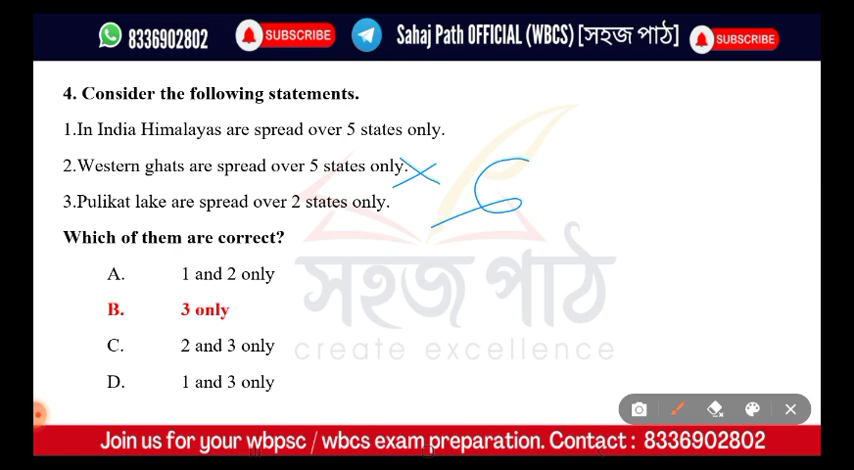 8336902802 SUBSCRIBE Sahaj Path OFFICIAL (WBCS) [সহজ পাঠ] SUBSCRIBE
4. Consider the following statements.
1.In India Himalayas are spread over 5 states only.
2.Western ghats are spread over 5 states only.
6
3.Pulikat lake are spread over 2 states only.
Which of them are correct?
A. 1 and 2 only
B. 3 only
C. 2 and 3 only
D. 1 and 3 only
সহজ পাঠ
create excellence
Join us for your wbpsc / wbcs exam preparation. Contact : 8336902802